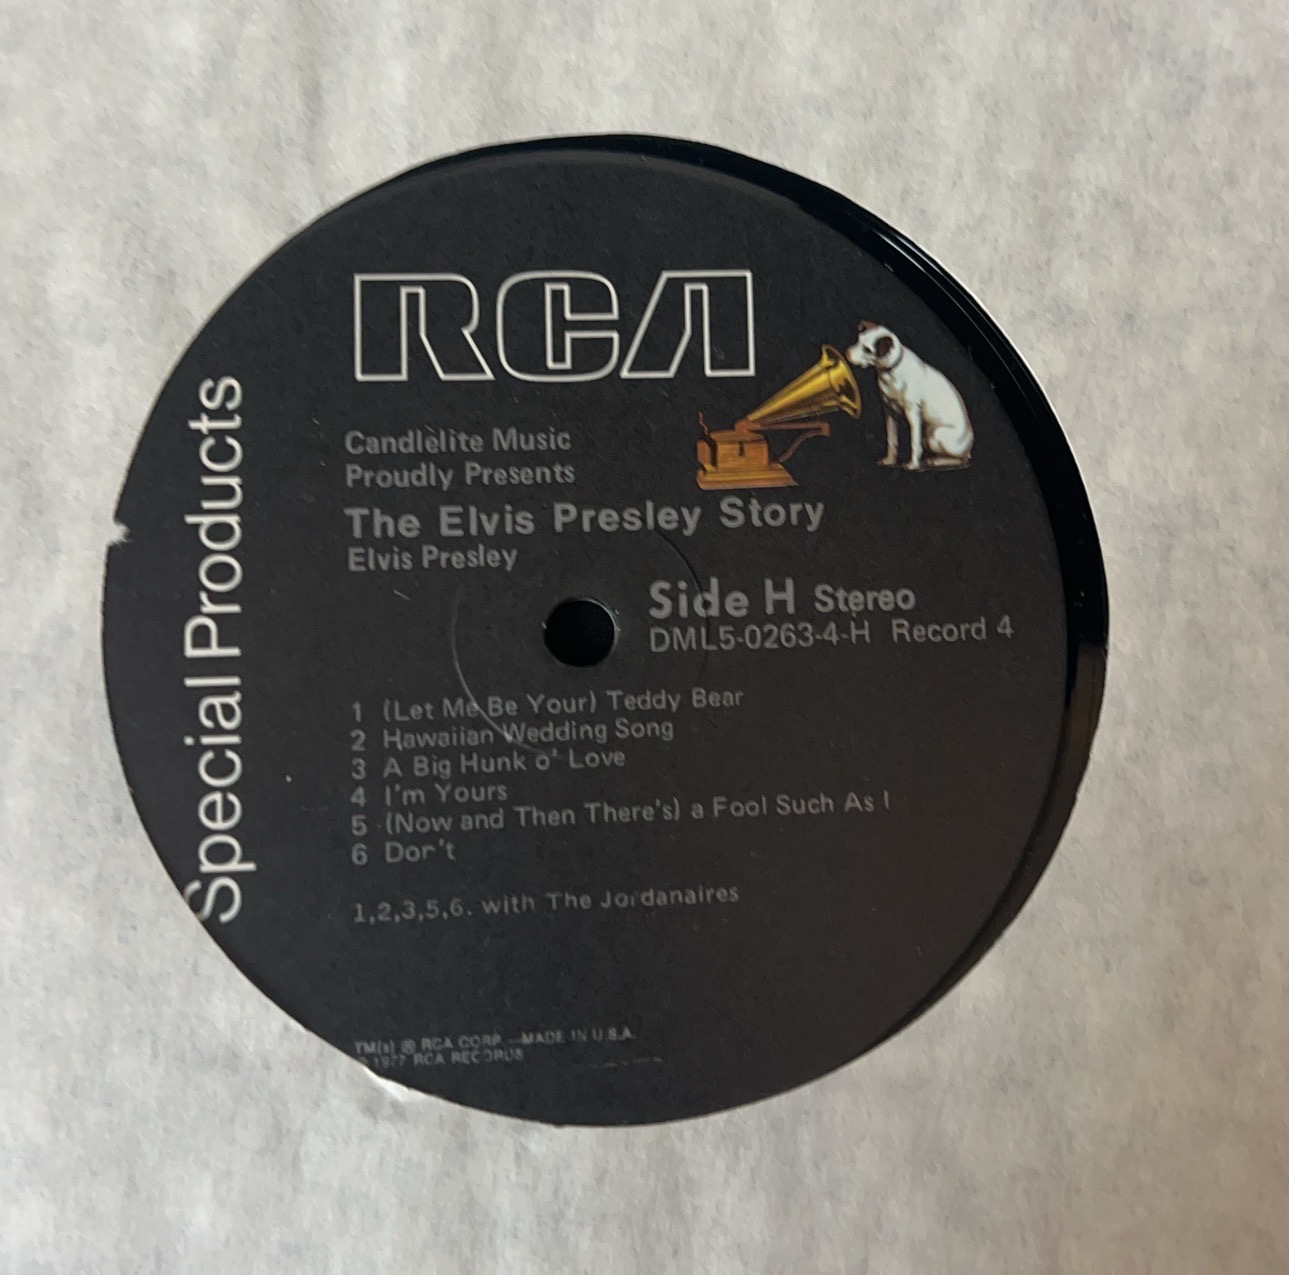 RCA
Special Products
Candlelite Music
Proudly Presents
The Elvis Presley Story
Elvis Presley
Side H Stereo
DML5-0263-4-H Record 4
1 (Let Me Be Your) Teddy Bear
2 Hawaiian Wedding Song
3 A Big Hunk o' Love
4 I'm Yours
5 (Now and Then There's) a Fool Such As I
6 Don't
1,2,3,5,6. with The Jordanaires
TM(s) ® RCA CORP.—MADE IN U.S.A.
1977 RCA RECORDS